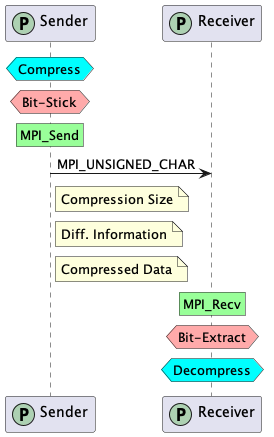 P Sender
P Receiver
Compress
Bit-Stick
MPI_Send
MPI_UNSIGNED_CHAR
Compression Size
Diff. Information
Compressed Data
MPI_Recv
Bit-Extract
Decompress
P Sender
P Receiver